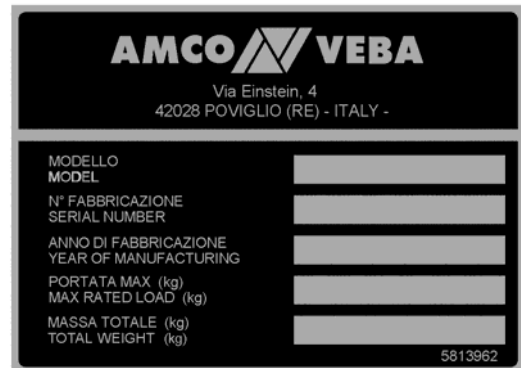 AMCO VEBA
Via Einstein, 4
42028 POVIGLIO (RE) - ITALY -
MODELLO
MODEL
N° FABBRICAZIONE
SERIAL NUMBER
ANNO DI FABBRICAZIONE
YEAR OF MANUFACTURING
PORTATA MAX (kg)
MAX RATED LOAD (kg)
MASSA TOTALE (kg)
TOTAL WEIGHT (kg)
5813962